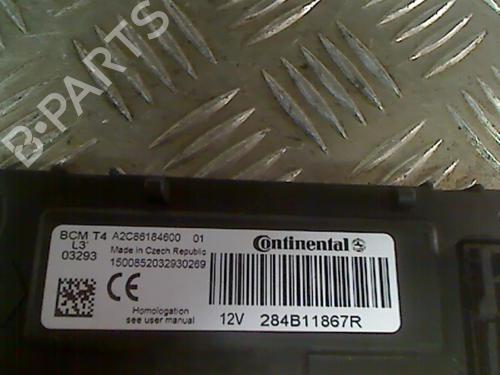 B-PARTS
BCM T4 A2C86184600 01
L3'
03293
Made in Czech Republic
1500852032930269
Continental
CE
Homologation
see user manual
12V 284B11867R